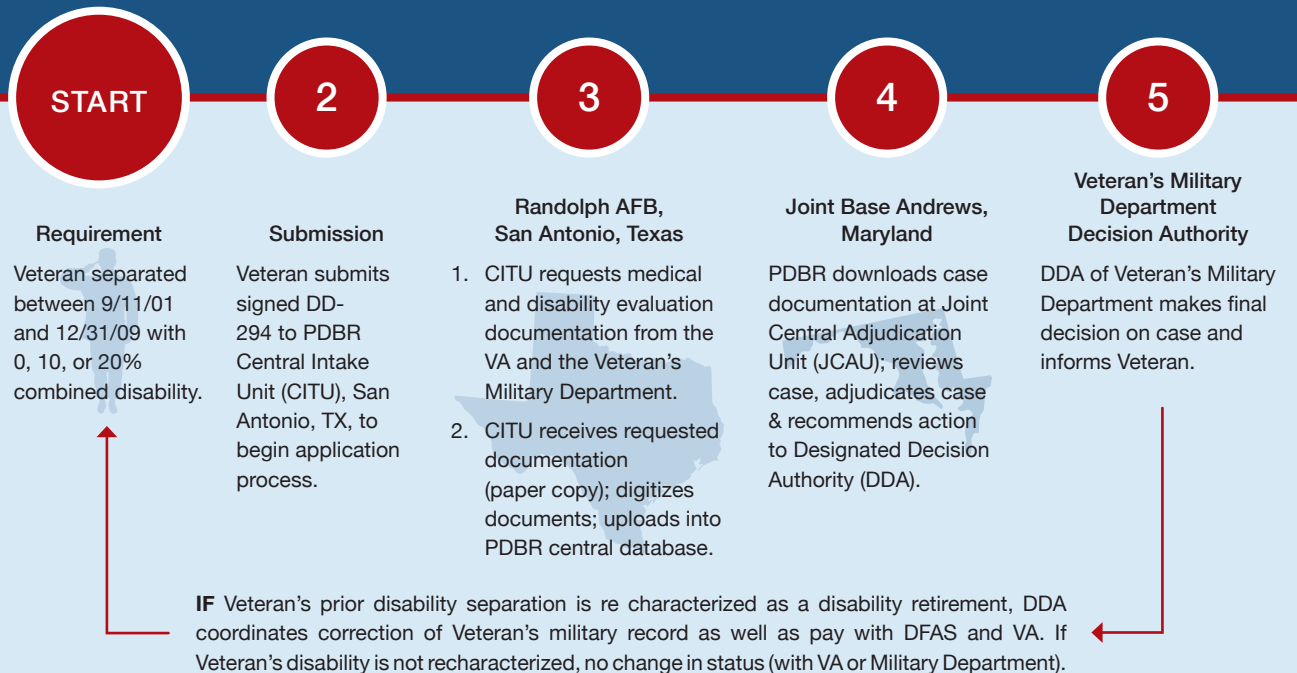 START
Requirement
Veteran separated
between 9/11/01
and 12/31/09 with
0, 10, or 20%
combined disability.
2
Submission
Veteran submits
signed DD-
294 to PDBR
Central Intake
Unit (CITU), San
Antonio, TX, to
begin application
process.
3
Randolph AFB,
San Antonio, Texas
1. CITU requests medical
and disability evaluation
documentation from the
VA and the Veteran’s
Military Department.
2. CITU receives requested
documentation
(paper copy); digitizes
documents; uploads into
PDBR central database.
4
Joint Base Andrews,
Maryland
PDBR downloads case
documentation at Joint
Central Adjudication
Unit (JCAU); reviews
case, adjudicates case
& recommends action
to Designated Decision
Authority (DDA).
5
Veteran’s Military
Department
Decision Authority
DDA of Veteran’s Military
Department makes final
decision on case and
informs Veteran.
IF Veteran’s prior disability separation is re characterized as a disability retirement, DDA
coordinates correction of Veteran’s military record as well as pay with DFAS and VA. If
Veteran’s disability is not recharacterized, no change in status (with VA or Military Department).